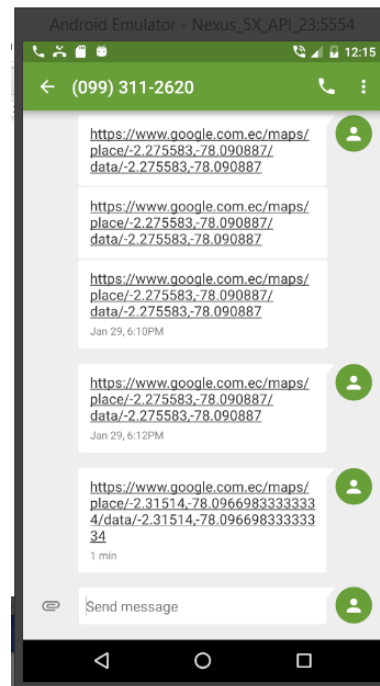 Android Emulator - Nexus_5X_API_23:5554
12:15
(099) 311-2620
https://www.google.com.ec/maps/
place/-2.275583,-78.090887/
data/-2.275583,-78.090887
https://www.google.com.ec/maps/
place/-2.275583,-78.090887/
data/-2.275583,-78.090887
https://www.google.com.ec/maps/
place/-2.275583,-78.090887/
data/-2.275583,-78.090887
Jan 29, 6:10PM
https://www.google.com.ec/maps/
place/-2.275583,-78.090887/
data/-2.275583,-78.090887
Jan 29, 6:12PM
https://www.google.com.ec/maps/
place/-2.31514,-78.0966983333333
4/data/-2.31514,-78.096698333333
34
1 min
Send message